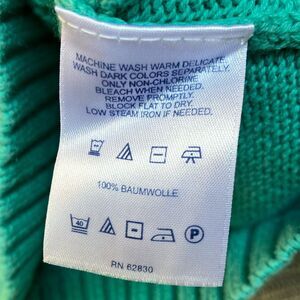 MACHINE WASH WARM DELICATE.
WASH DARK COLORS SEPARATELY.
ONLY NON-CHLORINE
BLEACH WHEN NEEDED.
REMOVE PROMPTLY.
BLOCK FLAT TO DRY.
LOW STEAM IRON IF NEEDED.
100% BAUMWOLLE
40 P
RN 62830